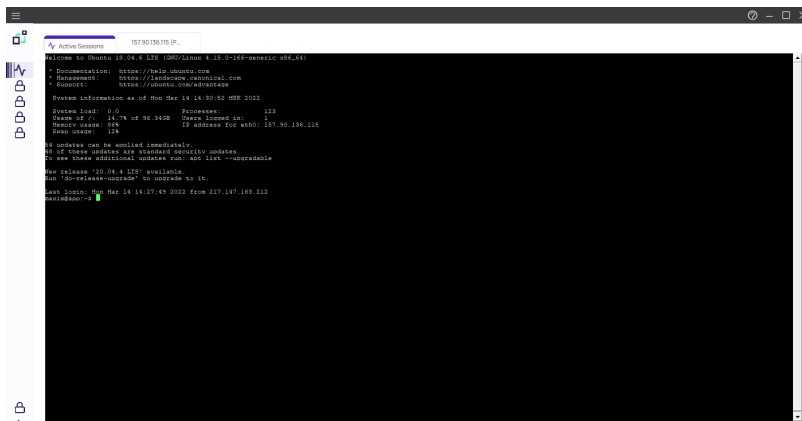 Active Sessions
157.90.136.115 (P...
Welcome to Ubuntu 18.04.6 LTS (GNU/Linux 4.15.0-166-generic x86_64)
* Documentation: https://help.ubuntu.com
* Management: https://landscape.canonical.com
* Support: https://ubuntu.com/advantage
System information as of Mon Mar 14 14:30:52 MSK 2022
System load: 0.0 Processes: 123
Usage of /: 14.7% of 96.34GB Users logged in: 1
Memory usage: 86% IP address for eth0: 157.90.136.115
Swap usage: 12%
54 updates can be applied immediately.
48 of these updates are standard security updates.
To see these additional updates run: apt list --upgradable
New release '20.04.4 LTS' available.
Run 'do-release-upgrade' to upgrade to it.
Last login: Mon Mar 14 14:27:49 2022 from 217.147.163.212
maxim@app:~$